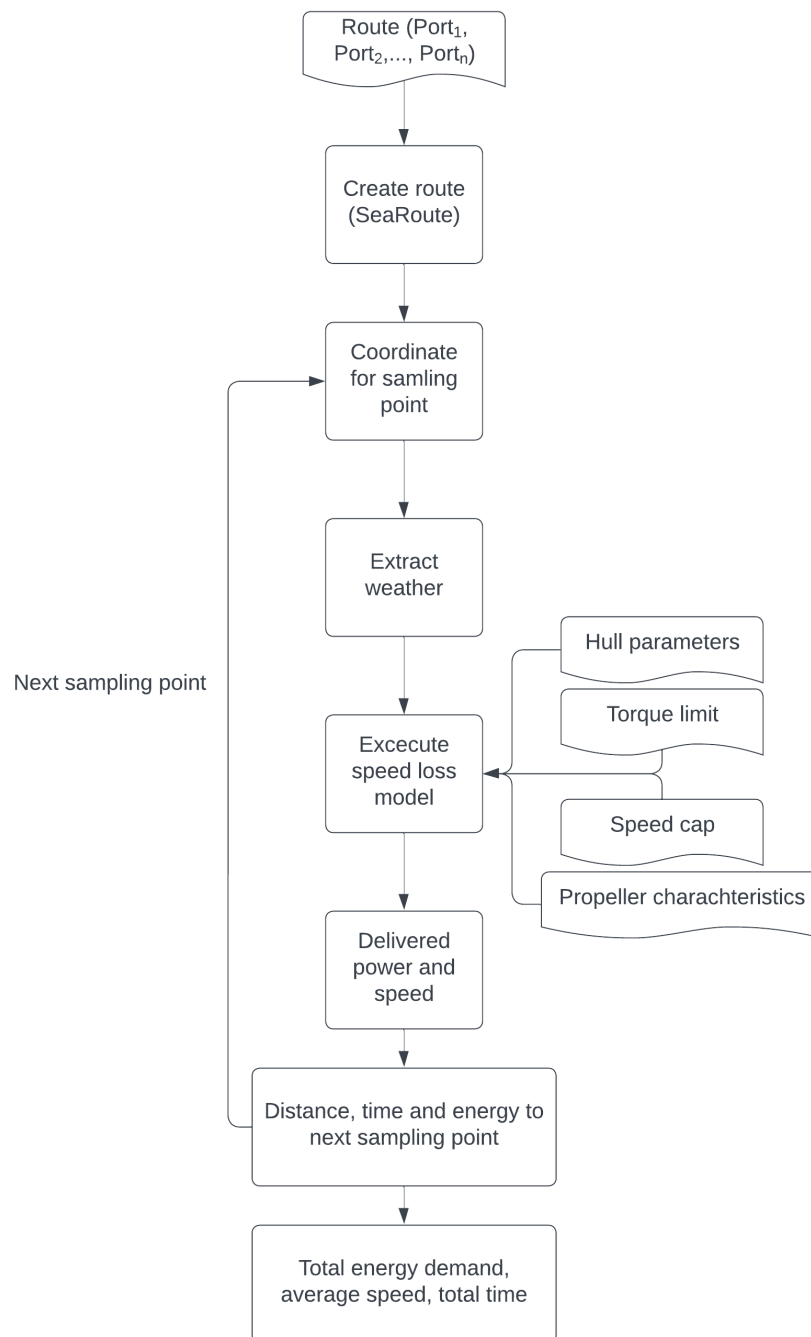 Route (Port₁,
Port₂,..., Portₙ)
Create route
(SeaRoute)
Coordinate
for samling
point
Extract
weather
Hull parameters
Next sampling point
Torque limit
Excecute
speed loss
model
Speed cap
Propeller charachteristics
Delivered
power and
speed
Distance, time and energy to
next sampling point
Total energy demand,
average speed, total time